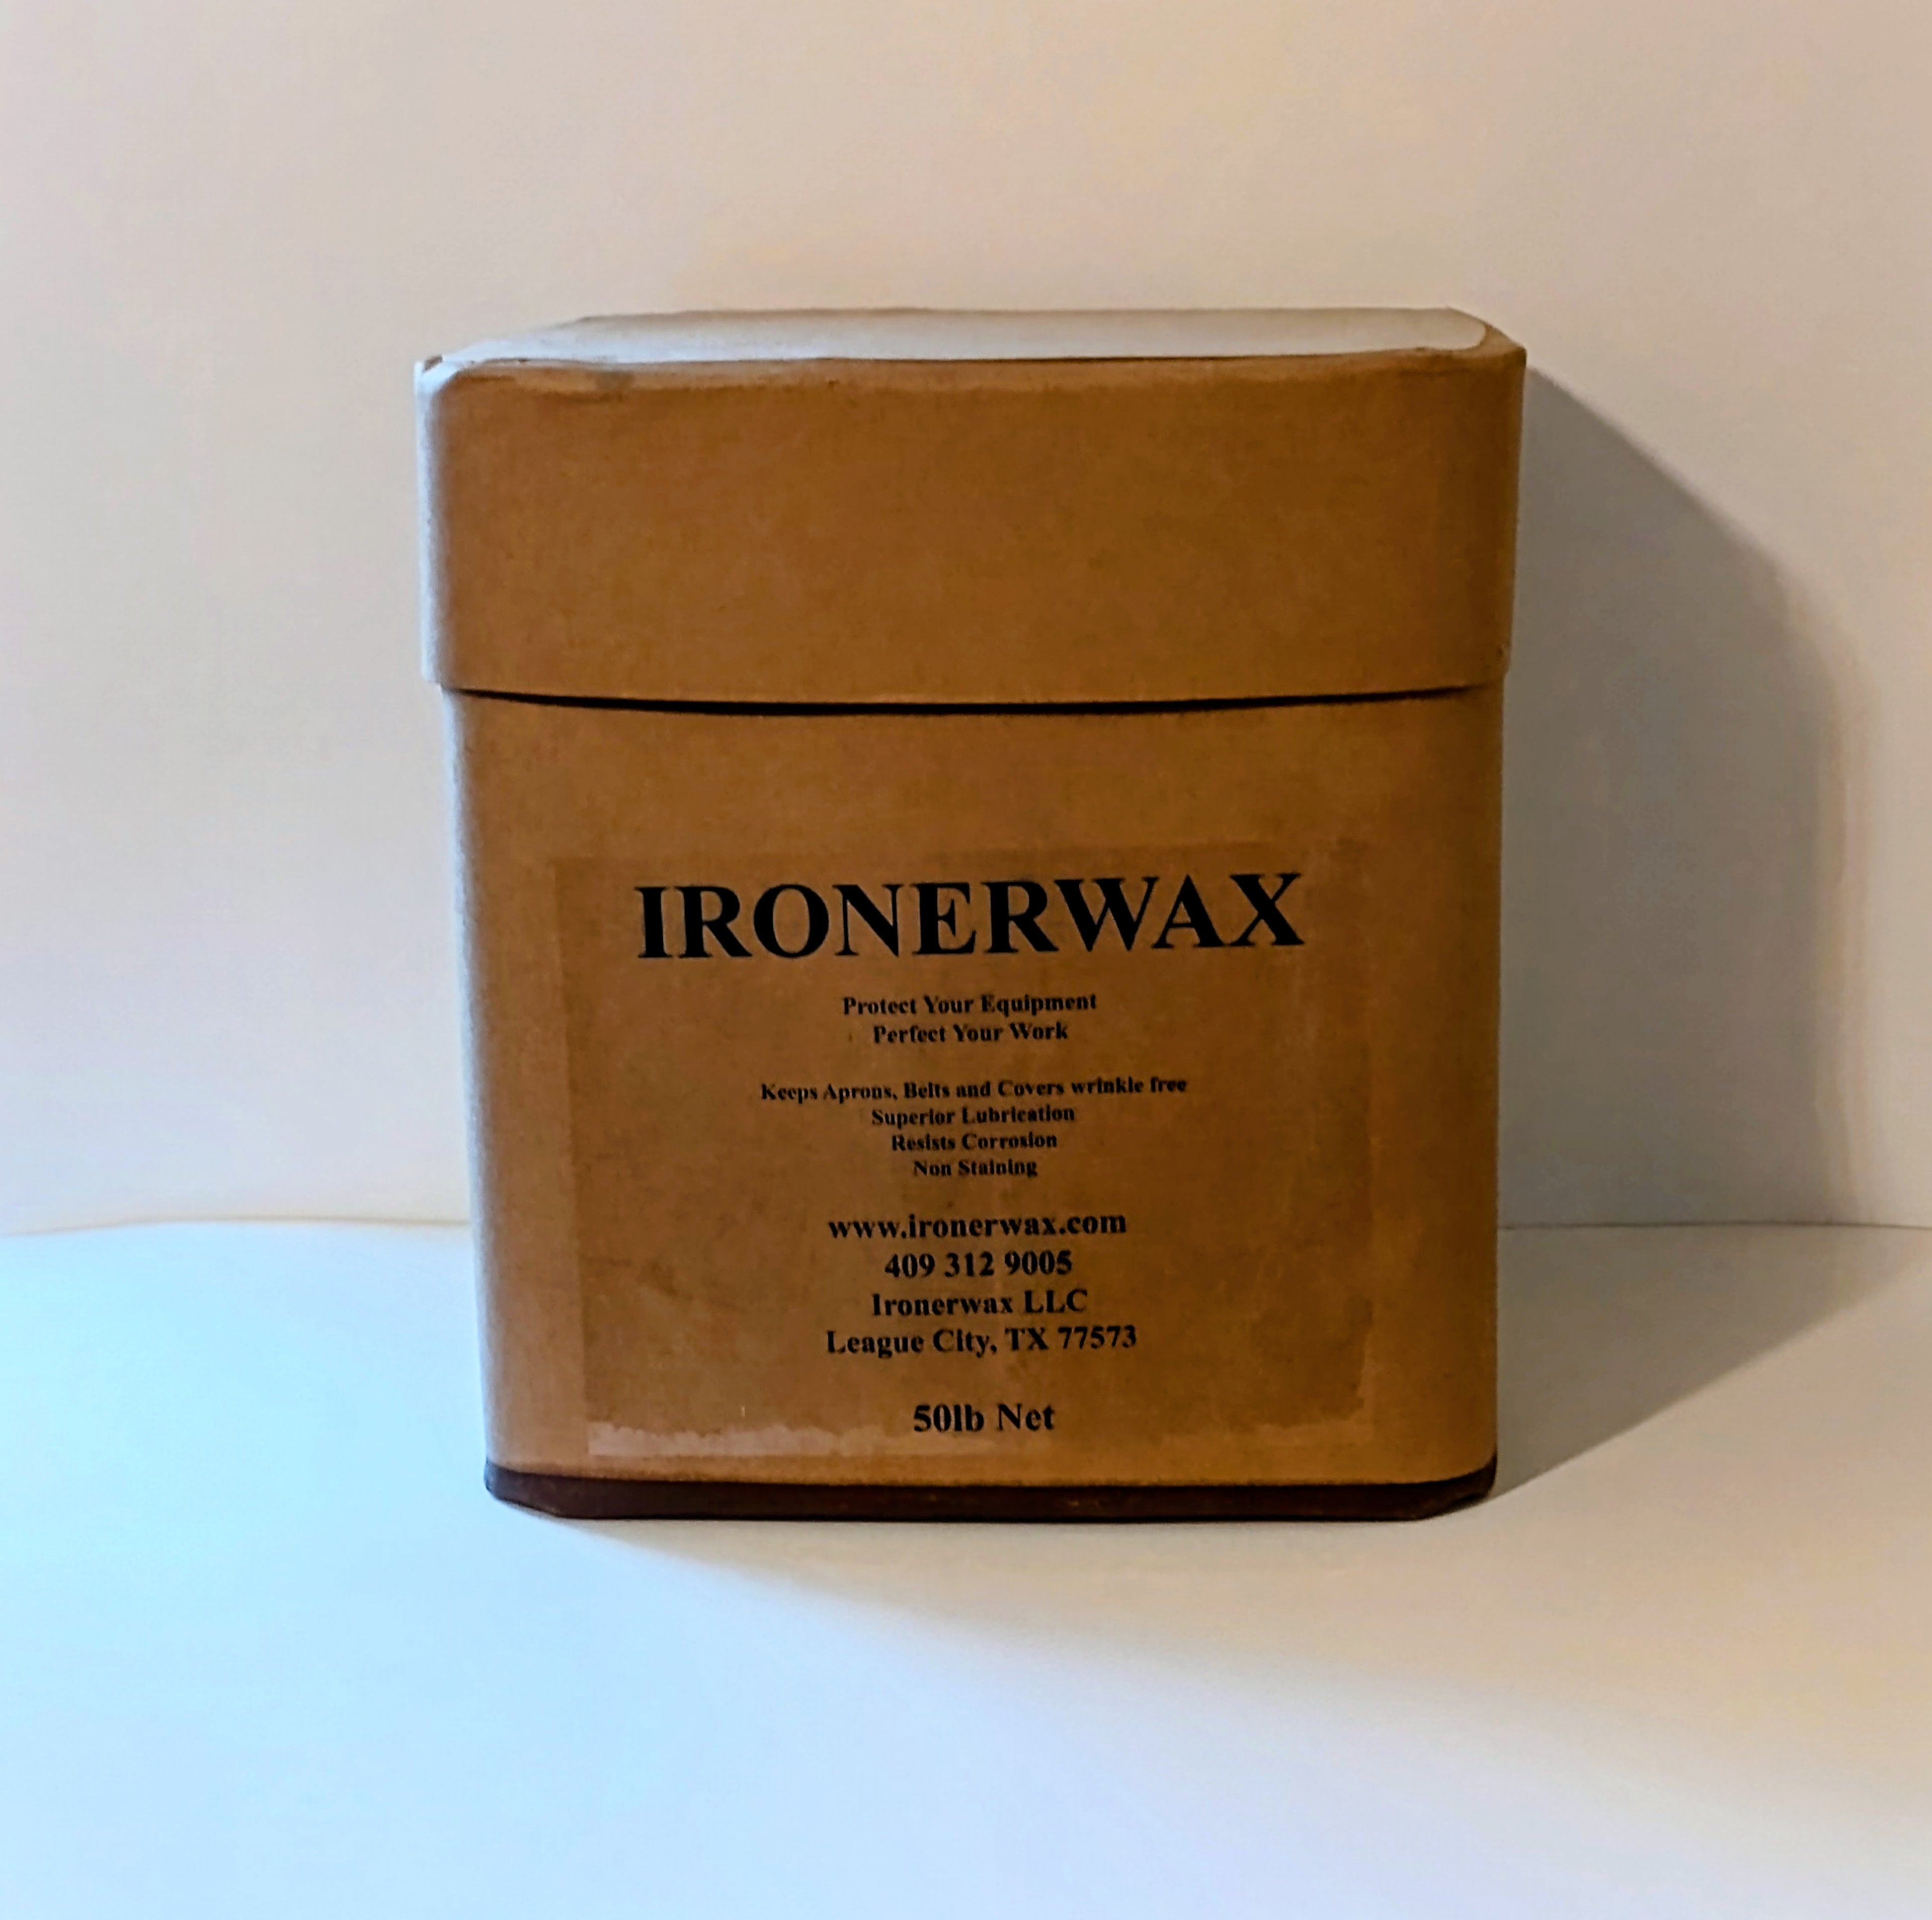 IRONERWAX
Protect Your Equipment
Perfect Your Work
Keeps Aprons, Belts and Covers wrinkle free
Superior Lubrication
Resists Corrosion
Non Staining
www.ironerwax.com
409 312 9005
Ironerwax LLC
League City, TX 77573
50lb Net